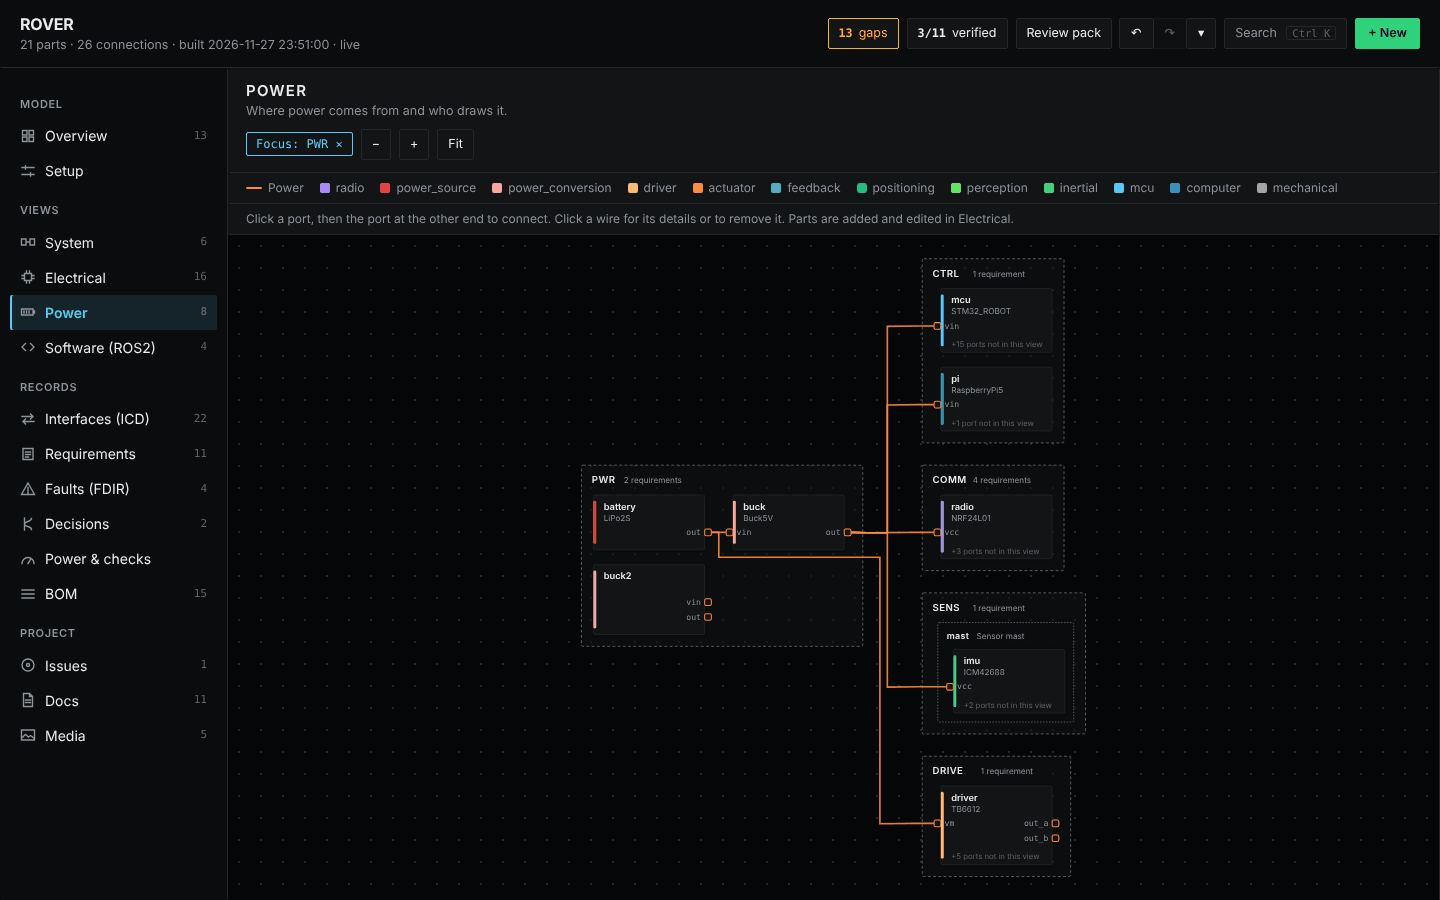 ROVER
21 parts · 26 connections · built 2026-11-27 23:51:00 · live
13 gaps
3/11 verified
Review pack
Search Ctrl K
+ New
MODEL
Overview 13
Setup
VIEWS
System 6
Electrical 16
Power 8
Software (ROS2) 4
RECORDS
Interfaces (ICD) 22
Requirements 11
Faults (FDIR) 4
Decisions 2
Power & checks
BOM 15
PROJECT
Issues 1
Docs 11
Media 5
POWER
Where power comes from and who draws it.
Focus: PWR ×
−
+
Fit
Power radio power_source power_conversion driver actuator feedback positioning perception inertial mcu computer mechanical
Click a port, then the port at the other end to connect. Click a wire for its details or to remove it. Parts are added and edited in Electrical.
CTRL 1 requirement
mcu
STM32_ROBOT
vin
+15 ports not in this view
pi
RaspberryPi5
vin
+1 port not in this view
PWR 2 requirements
battery
LiPo2S
out
buck
Buck5V
vin out
buck2
vin
out
COMM 4 requirements
radio
NRF24L01
vcc
+3 ports not in this view
SENS 1 requirement
mast Sensor mast
imu
ICM42688
vcc
+2 ports not in this view
DRIVE 1 requirement
driver
TB6612
vm out_a
out_b
+5 ports not in this view